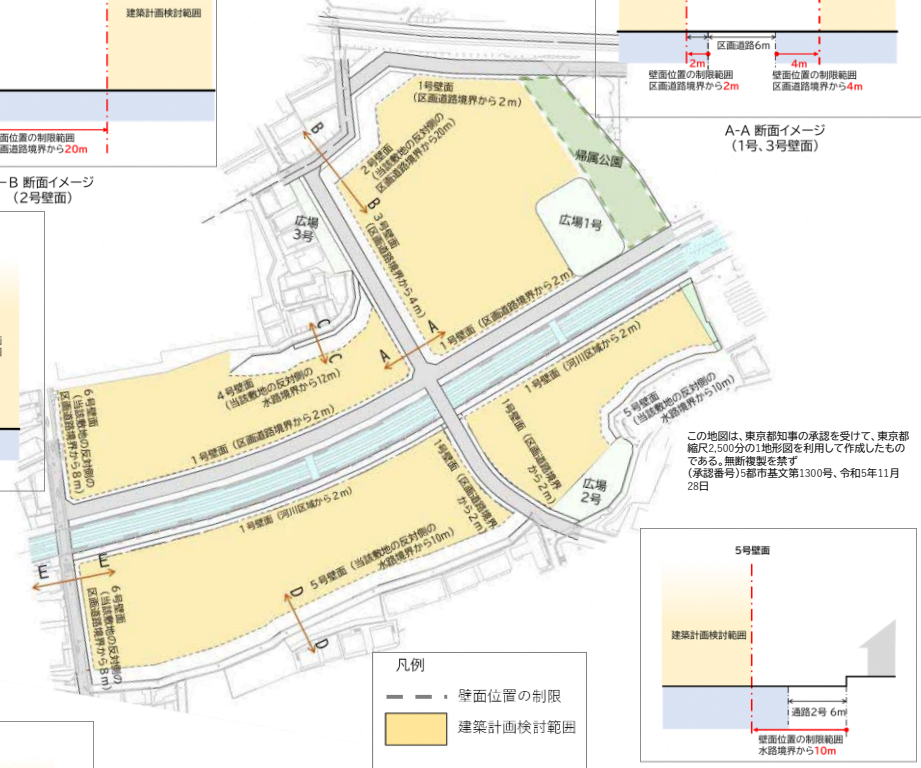 建築計画検討範囲
面位置の制限範囲
画道路境界から20m
B 断面イメージ
(2号壁面)
区画道路6m
2m
4m
壁面位置の制限範囲
区画道路境界から2m
壁面位置の制限範囲
区画道路境界から4m
A-A 断面イメージ
(1号、3号壁面)
1号壁面
(区画道路境界から2m)
B
2号壁面
(当該敷地の反対側の
区画道路境界から20m)
B
帰属公園
広場1号
広場
3号
3号壁面
(区画道路境界から4m)
1号壁面(区画道路境界から2m)
C
C
A
A
4号壁面
(当該敷地の反対側の
水路境界から12m)
1号壁面(河川区域から2m)
5号壁面
(当該敷地の反対側の
水路境界から10m)
6号壁面
(当該敷地の反対側の
区画道路境界から8m)
1号壁面(区画道路境界から2m)
1号壁面
(区画道路境界
から2m)
広場
2号
1号壁面
(区画道路境界
から2m)
1号壁面(河川区域から2m)
5号壁面(当該敷地の反対側の
水路境界から10m)
E
E
6号壁面
(当該敷地の反対側の
区画道路境界から8m)
D
D
この地図は、東京都知事の承認を受けて、東京都
縮尺2,500分の1地形図を利用して作成したもの
である。無断複製を禁ず
(承認番号)5都市基交第1300号、令和5年11月
28日
凡例
壁面位置の制限
建築計画検討範囲
5号壁面
建築計画検討範囲
通路2号 6m
壁面位置の制限範囲
水路境界から10m